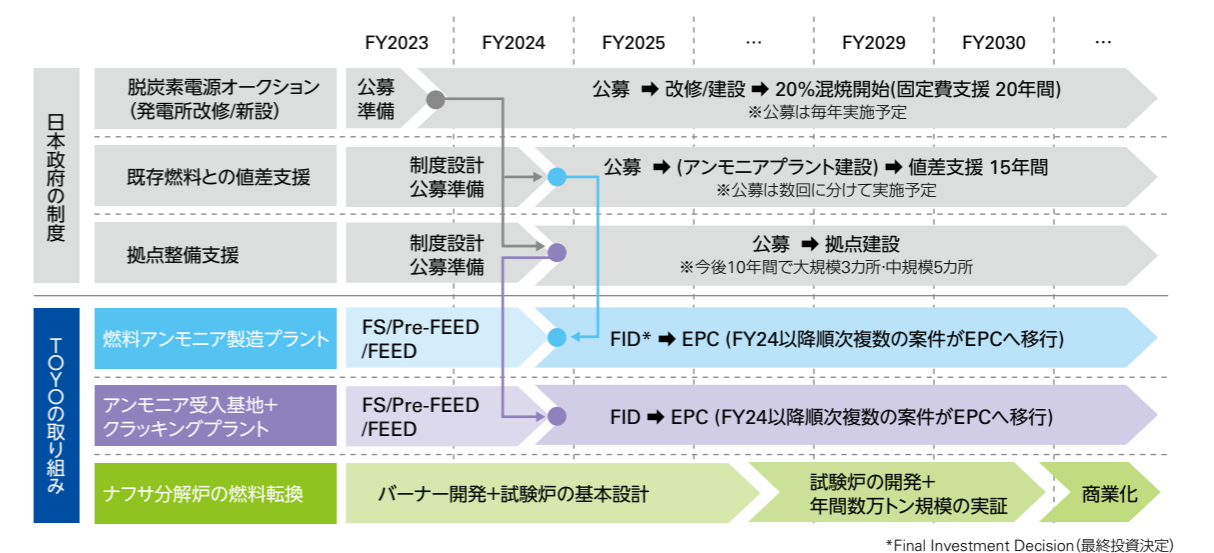 FY2023 FY2024 FY2025 … FY2029 FY2030 …
日本政府の制度
脱炭素電源オークション
(発電所改修/新設)
公募
準備
公募 ➡ 改修/建設 ➡ 20%混焼開始(固定費支援 20年間)
※公募は毎年実施予定
既存燃料との値差支援
制度設計
公募準備
公募 ➡ (アンモニアプラント建設) ➡ 値差支援 15年間
※公募は数回に分けて実施予定
拠点整備支援
制度設計
公募準備
公募 ➡ 拠点建設
※今後10年間で大規模3カ所・中規模5カ所
TOYOの取り組み
燃料アンモニア製造プラント
FS/Pre-FEED
/FEED
FID* ➡ EPC (FY24以降順次複数の案件がEPCへ移行)
アンモニア受入基地+
クラッキングプラント
FS/Pre-FEED
/FEED
FID ➡ EPC (FY24以降順次複数の案件がEPCへ移行)
ナフサ分解炉の燃料転換
バーナー開発+試験炉の基本設計
試験炉の開発+
年間数万トン規模の実証
商業化
*Final Investment Decision(最終投資決定)